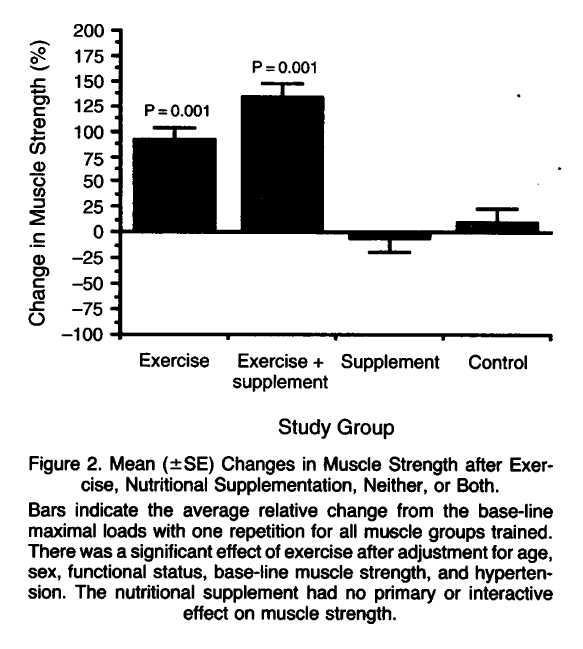 200
175
150
125
100
75
50
25
0
−25
−50
−75
−100
Change in Muscle Strength (%)
P = 0.001
P = 0.001
Exercise
Exercise +
supplement
Supplement
Control
Study Group
Figure 2. Mean (±SE) Changes in Muscle Strength after Exer-
cise, Nutritional Supplementation, Neither, or Both.
Bars indicate the average relative change from the base-line
maximal loads with one repetition for all muscle groups trained.
There was a significant effect of exercise after adjustment for age,
sex, functional status, base-line muscle strength, and hyperten-
sion. The nutritional supplement had no primary or interactive
effect on muscle strength.